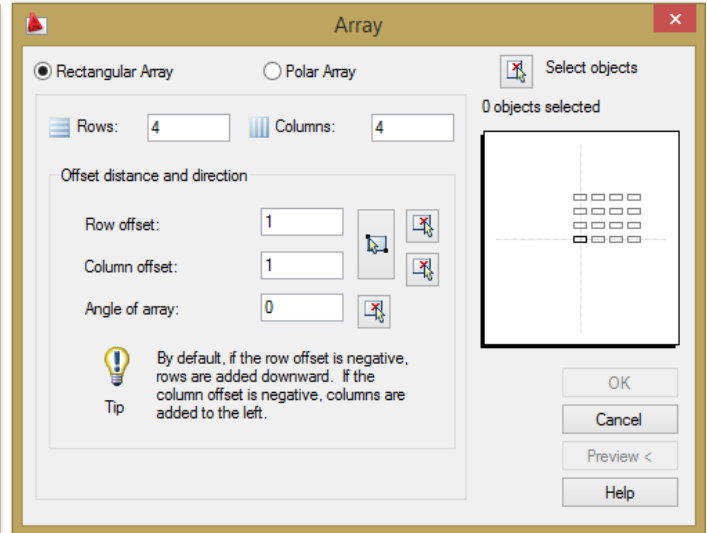 Array
Rectangular Array
Polar Array
Select objects
0 objects selected
Rows:
4
Columns:
4
Offset distance and direction
Row offset:
1
Column offset:
1
Angle of array:
0
Tip
By default, if the row offset is negative,
rows are added downward. If the
column offset is negative, columns are
added to the left.
OK
Cancel
Preview <
Help